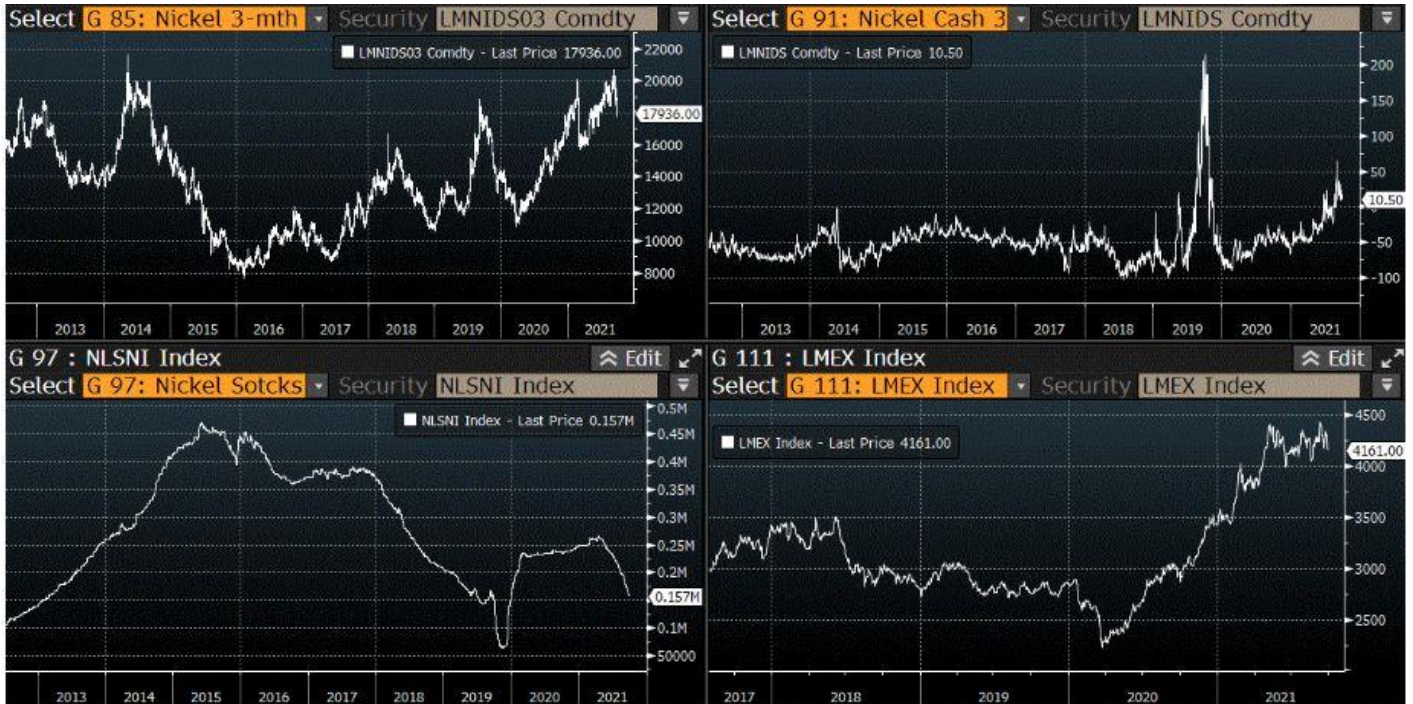 Select G 85: Nickel 3-mth Security LMNIDS03 Comdty
LMNIDS03 Comdty - Last Price 17936.00
22000
20000
17936.00
16000
14000
12000
10000
8000
2013 2014 2015 2016 2017 2018 2019 2020 2021
Select G 91: Nickel Cash 3 Security LMNIDS Comdty
LMNIDS Comdty - Last Price 10.50
200
150
100
50
10.50
0
-50
-100
2013 2014 2015 2016 2017 2018 2019 2020 2021
G 97 : NLSNI Index Edit
Select G 97: Nickel Sotcks Security NLSNI Index
NLSNI Index - Last Price 0.157M
0.5M
0.45M
0.4M
0.35M
0.3M
0.25M
0.2M
0.157M
0.1M
50000
2013 2014 2015 2016 2017 2018 2019 2020 2021
G 111 : LMEX Index Edit
Select G 111: LMEX Index Security LMEX Index
LMEX Index - Last Price 4161.00
4500
4161.00
4000
3500
3000
2500
2017 2018 2019 2020 2021